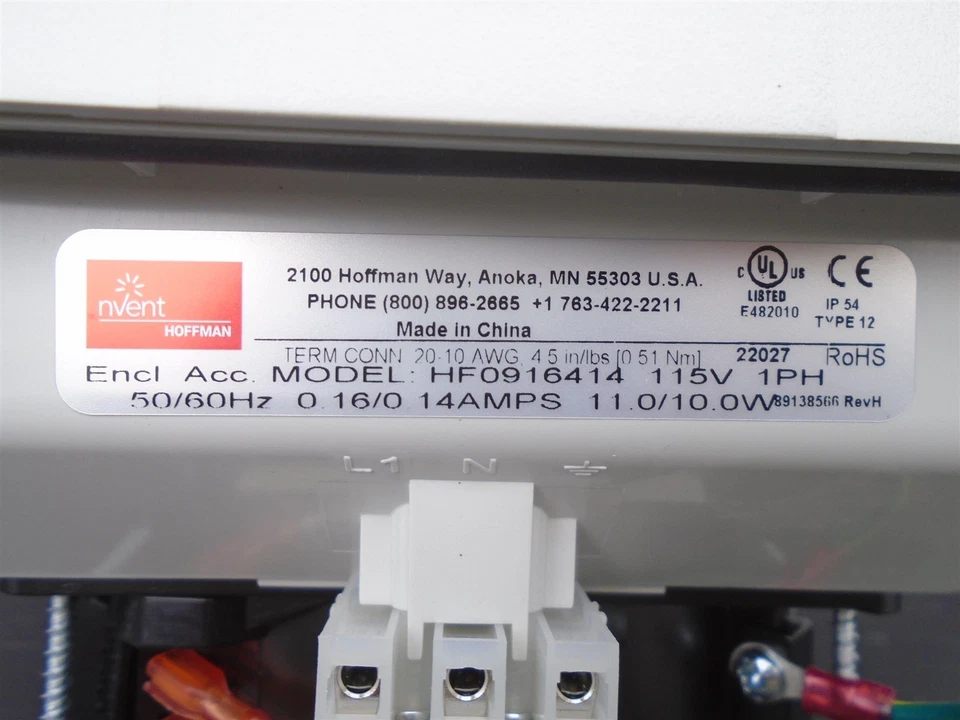 nvent
HOFFMAN
2100 Hoffman Way, Anoka, MN 55303 U.S.A.
PHONE (800) 896-2665 +1 763-422-2211
Made in China
C UL US
LISTED
E482010
CE
IP 54
TYPE 12
TERM CONN 20-10 AWG, 4.5 in/lbs [0.51 Nm] 22027 RoHS
Encl Acc. MODEL: HF0916414 115V 1PH
50/60Hz 0.16/0.14AMPS 11.0/10.0W 89138566 RevH
L1 N